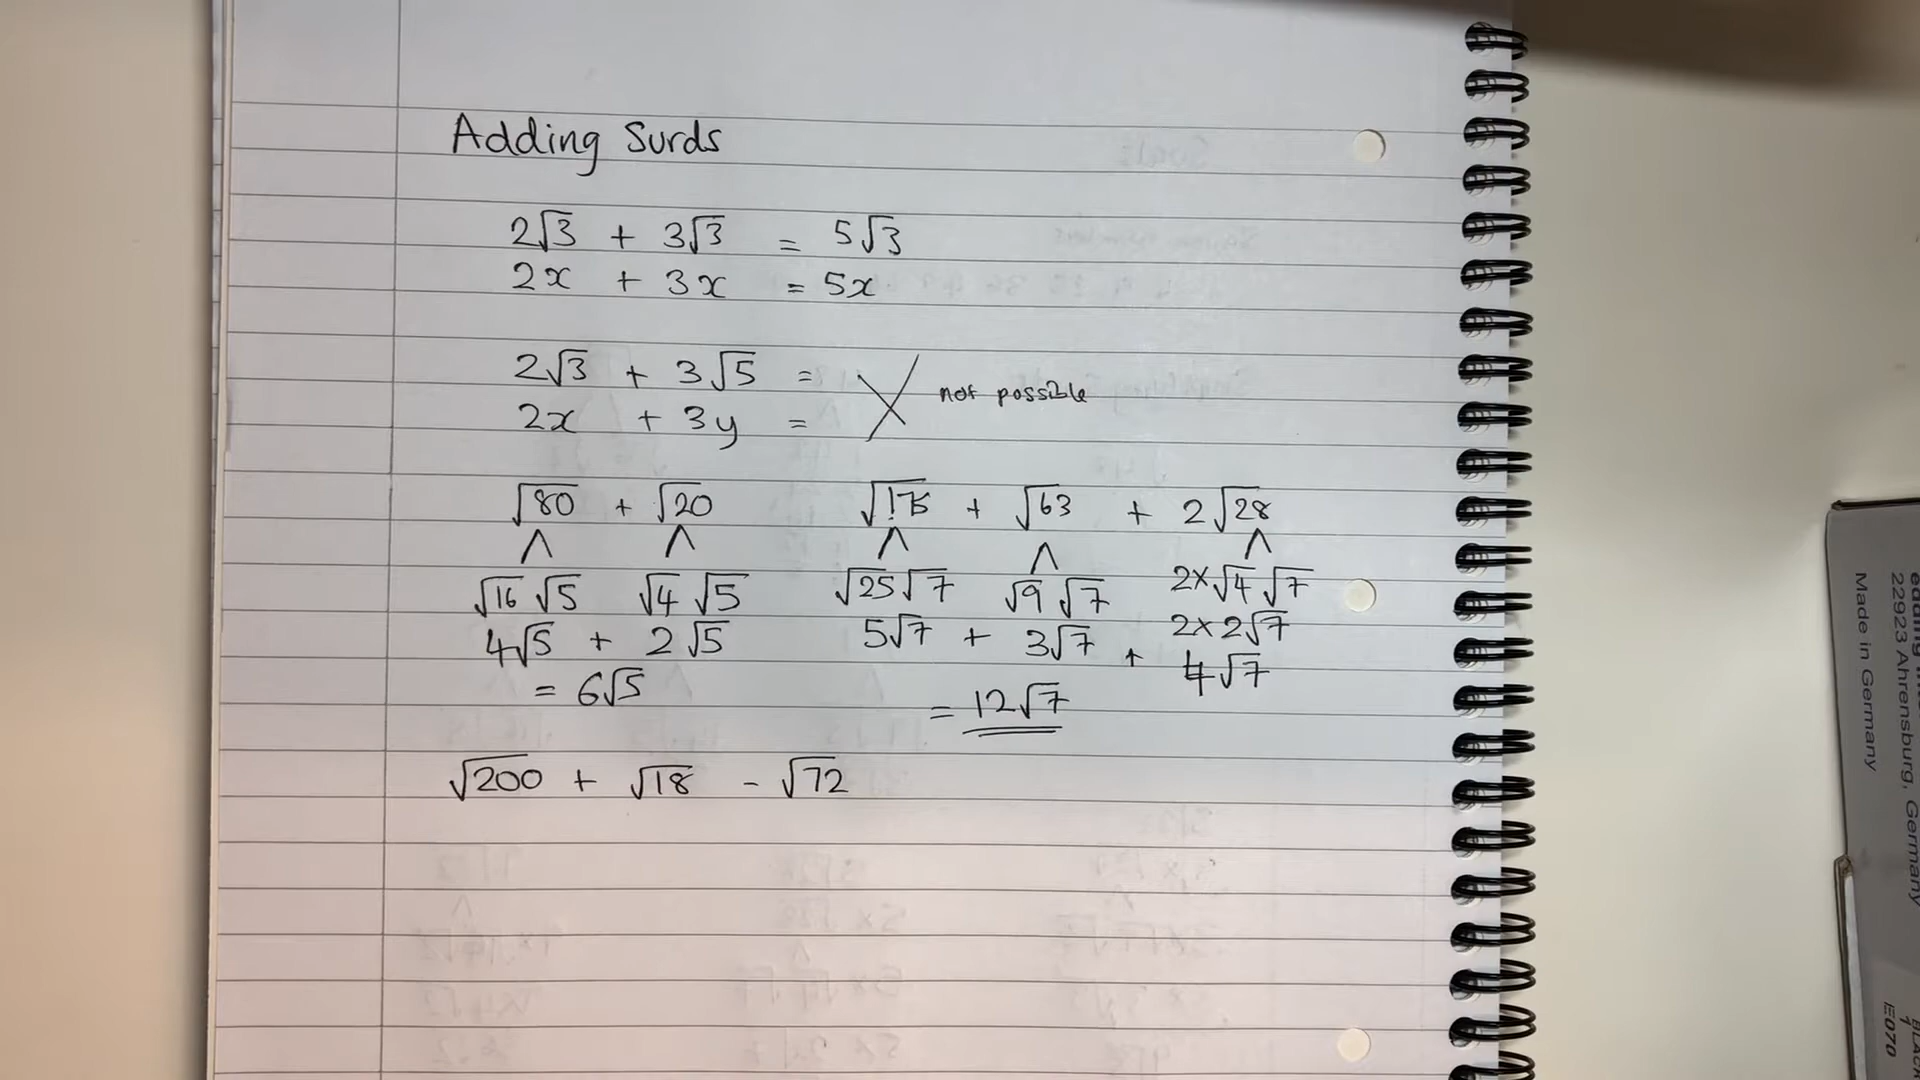 Adding Surds
2√3 + 3√3 = 5√3
2x + 3x = 5x
2√3 + 3√5 =
2x + 3y =
not possible
√80 + √20
√16 √5 √4 √5
4√5 + 2√5
= 6√5
√175 + √63 + 2√28
√25 √7 √9 √7 2×√4 √7
2×2√7
5√7 + 3√7 + 4√7
= 12√7
√200 + √18 - √72
22923 Ahrensburg, Germany
Made in Germany
IE070